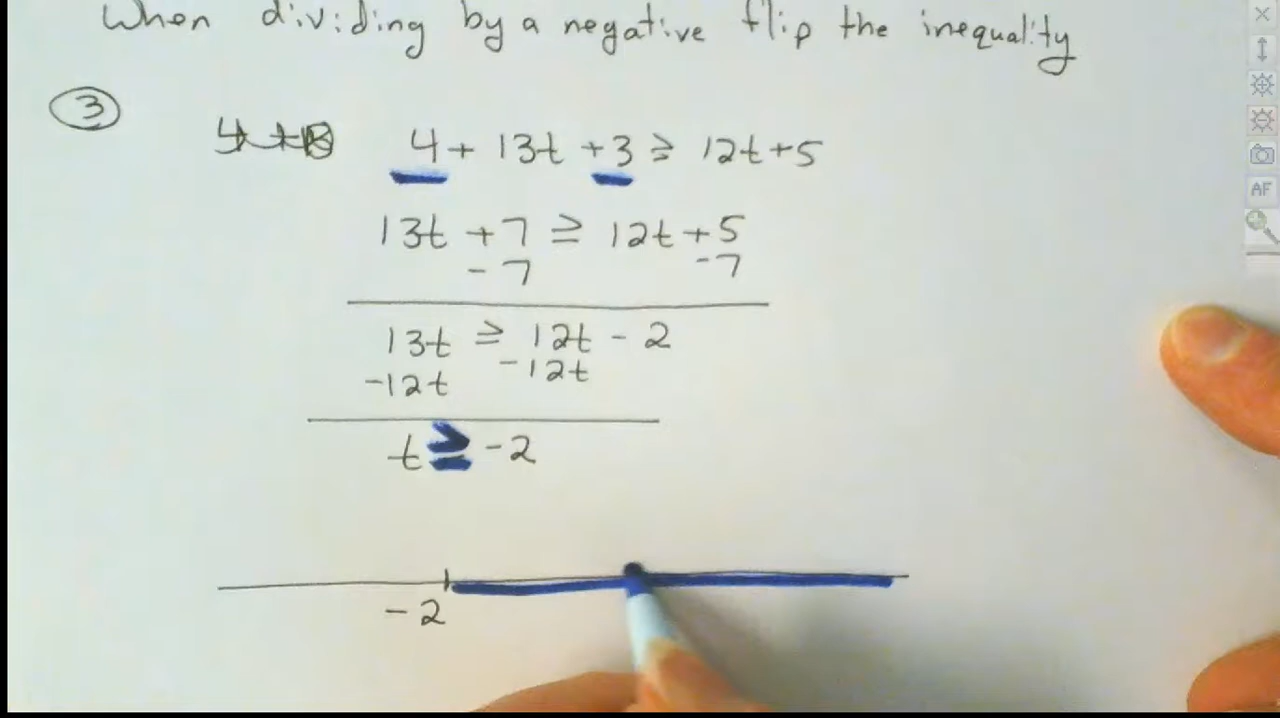 When dividing by a negative flip the inequality
3
4 + 13t + 3 ≥ 12t + 5
13t + 7 ≥ 12t + 5
- 7 -7
13t ≥ 12t - 2
-12t -12t
t ≥ -2
-2
AF